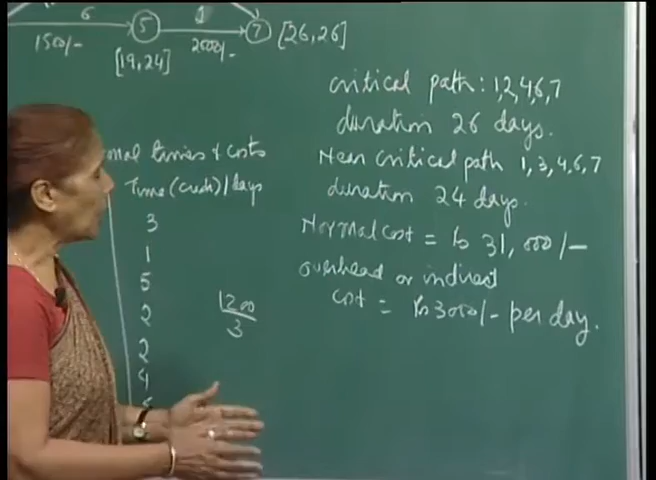 6
1
1500/-
5
2000/-
7
[26,26]
[19,24]
critical path: 1,2,4,6,7
duration 26 days.
Near critical path 1,3,4,6,7
duration 24 days.
Normal cost = Rs 31,000/-
overhead or indirect
cost = Rs 3000/- per day.
mal times & costs
Time (crash)/days
3
1
5
2
2
4
1200
3